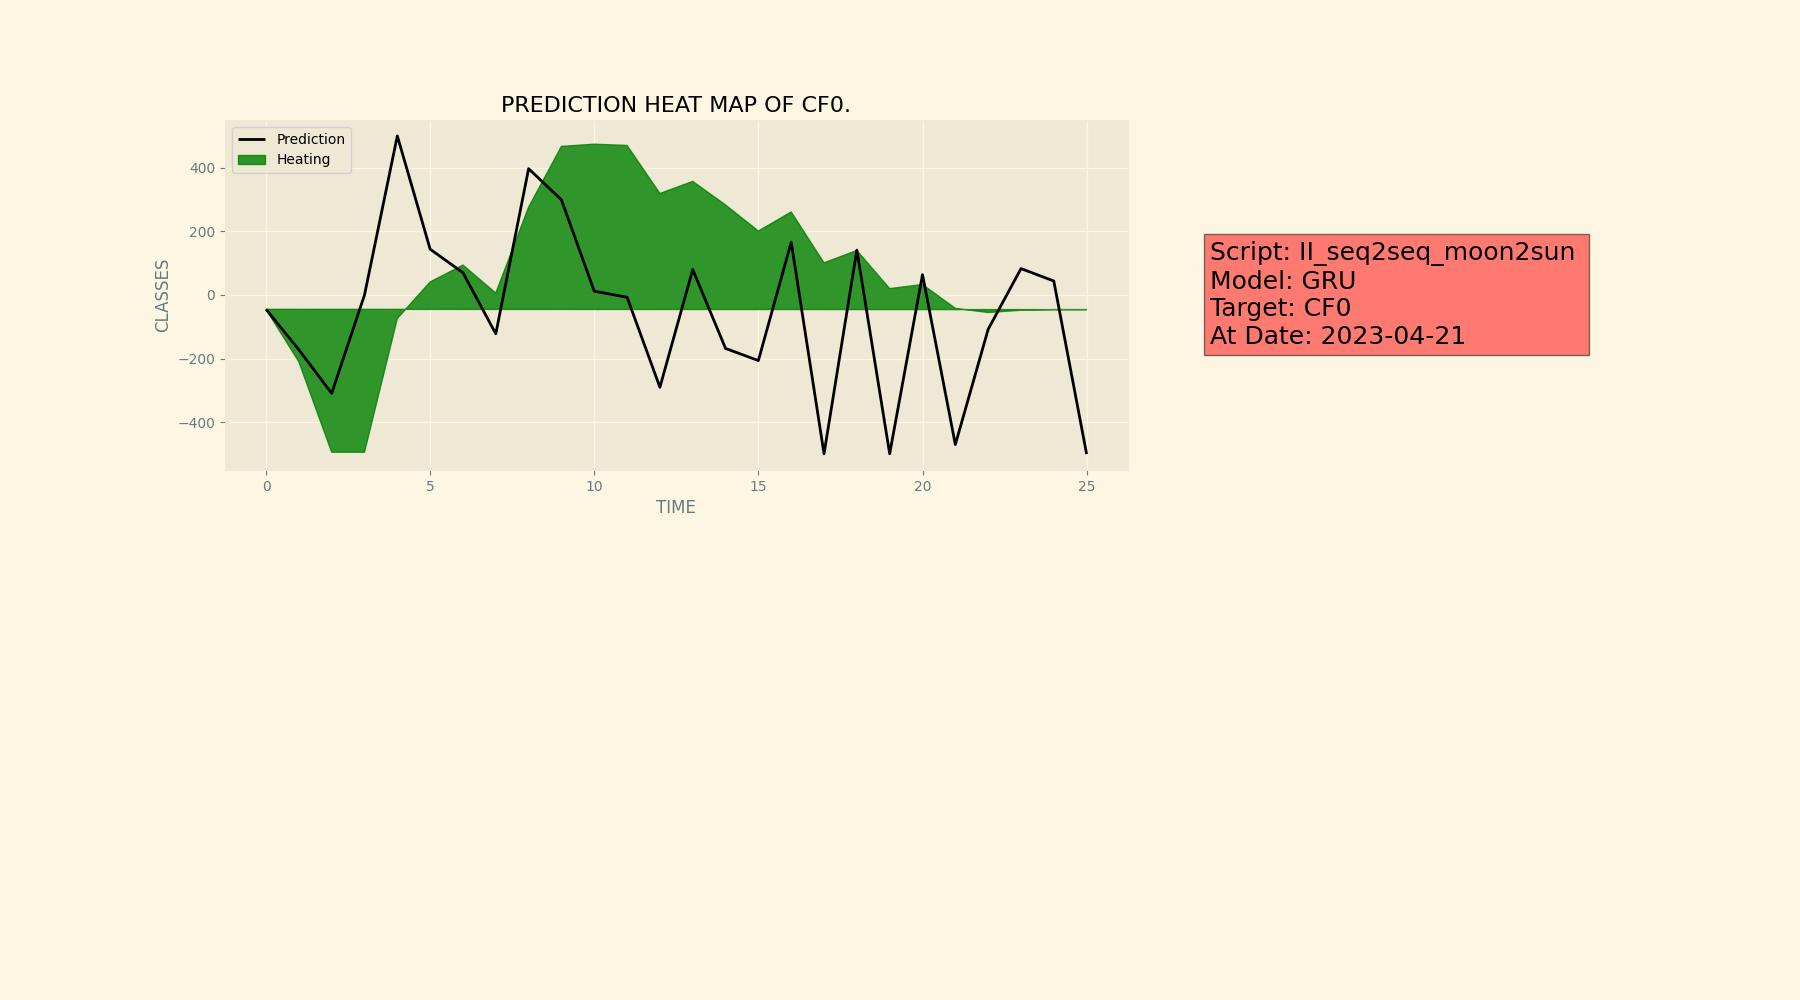 PREDICTION HEAT MAP OF CF0.
Prediction
Heating
CLASSES
400
200
0
−200
−400
0 5 10 15 20 25
TIME
Script: II_seq2seq_moon2sun
Model: GRU
Target: CF0
At Date: 2023-04-21